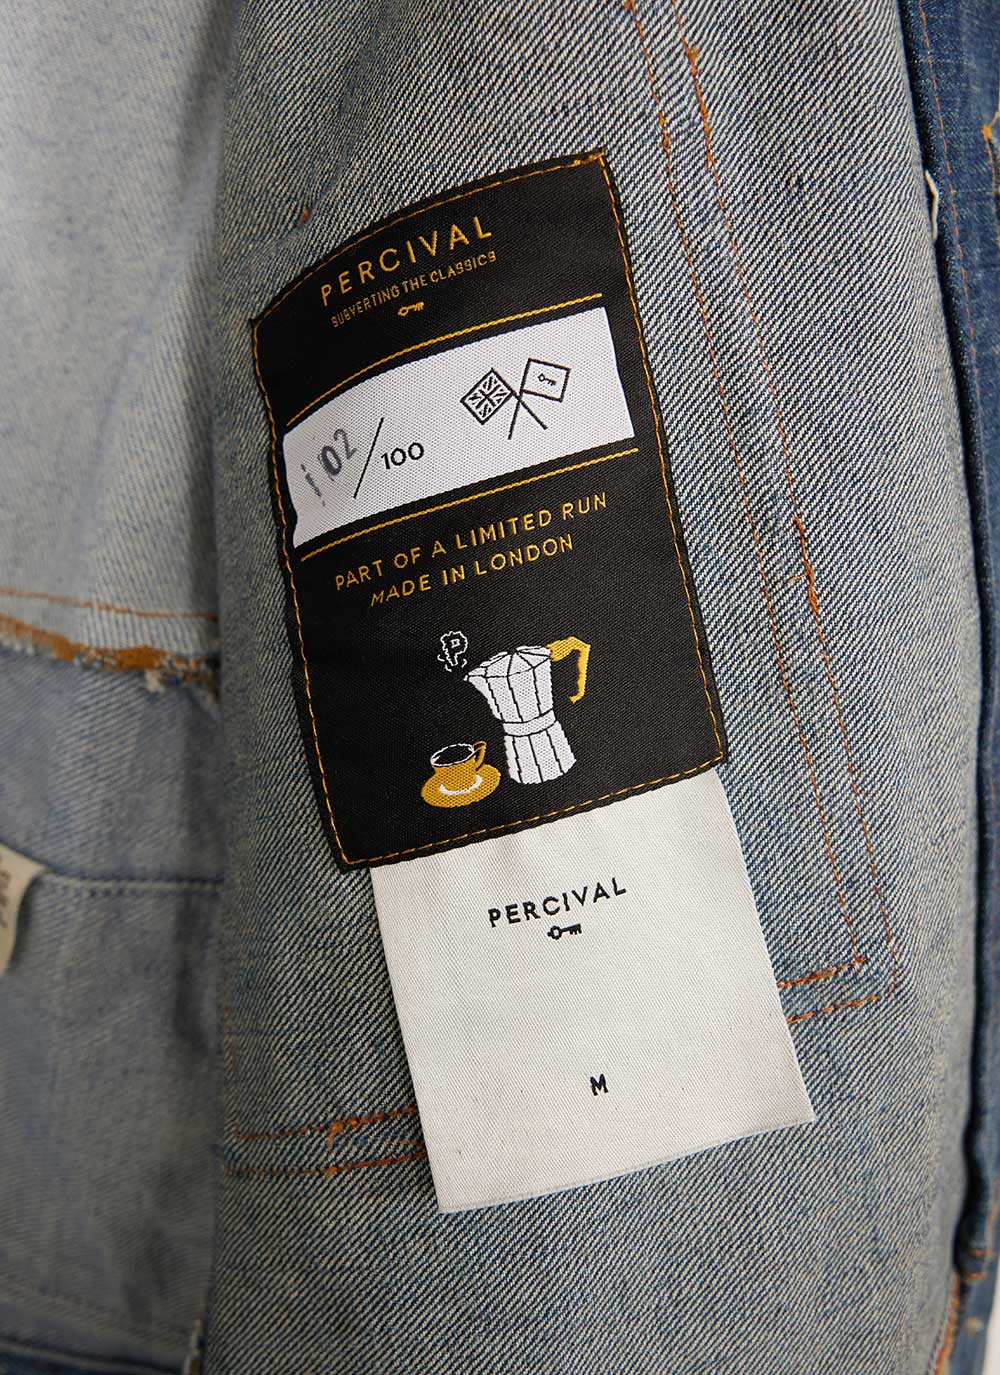 PERCIVAL
SUBVERTING THE CLASSICS
02/100
PART OF A LIMITED RUN
MADE IN LONDON
P
PERCIVAL
M